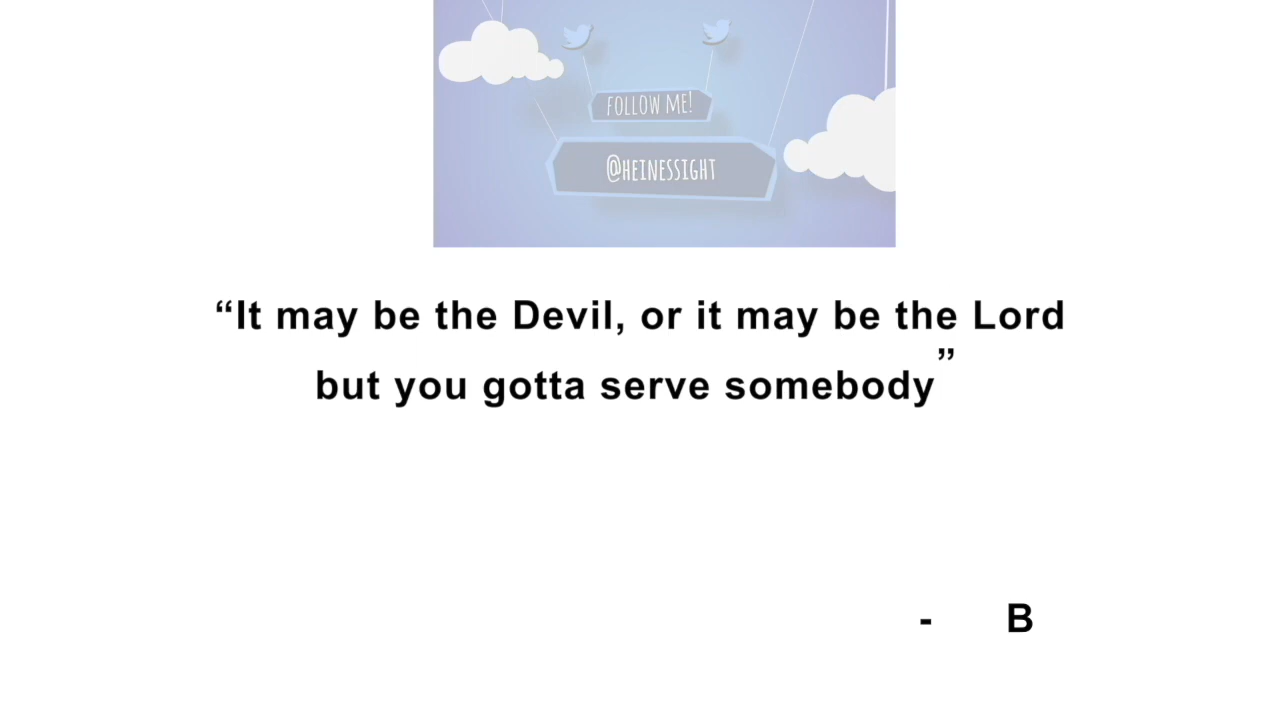 FOLLOW ME!
@HEINESSIGHT
“It may be the Devil, or it may be the Lord
but you gotta serve somebody”
- B